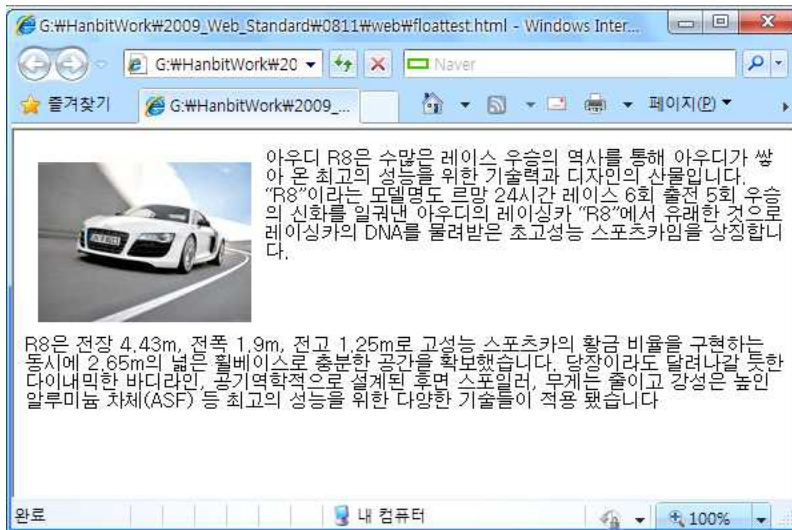 G:₩HanbitWork₩2009_Web_Standard₩0811₩web₩floattest.html - Windows Inter...
G:₩HanbitWork₩20
Naver
즐겨찾기
G:₩HanbitWork₩2009_...
페이지(P)
아우디 R8은 수많은 레이스 우승의 역사를 통해 아우디가 쌓
아 온 최고의 성능을 위한 기술력과 디자인의 산물입니다.
“R8”이라는 모델명도 르망 24시간 레이스 6회 출전 5회 우승
의 신화를 일궈낸 아우디의 레이싱카 “R8”에서 유래한 것으로
레이싱카의 DNA를 물려받은 초고성능 스포츠카임을 상징합니
다.
R8은 전장 4.43m, 전폭 1.9m, 전고 1.25m로 고성능 스포츠카의 황금 비율을 구현하는
동시에 2.65m의 넓은 휠베이스로 충분한 공간을 확보했습니다. 당장이라도 달려나갈 듯한
다이내믹한 바디라인, 공기역학적으로 설계된 후면 스포일러, 무게는 줄이고 강성은 높인
알루미늄 차체(ASF) 등 최고의 성능을 위한 다양한 기술들이 적용 됐습니다
완료
내 컴퓨터
100%